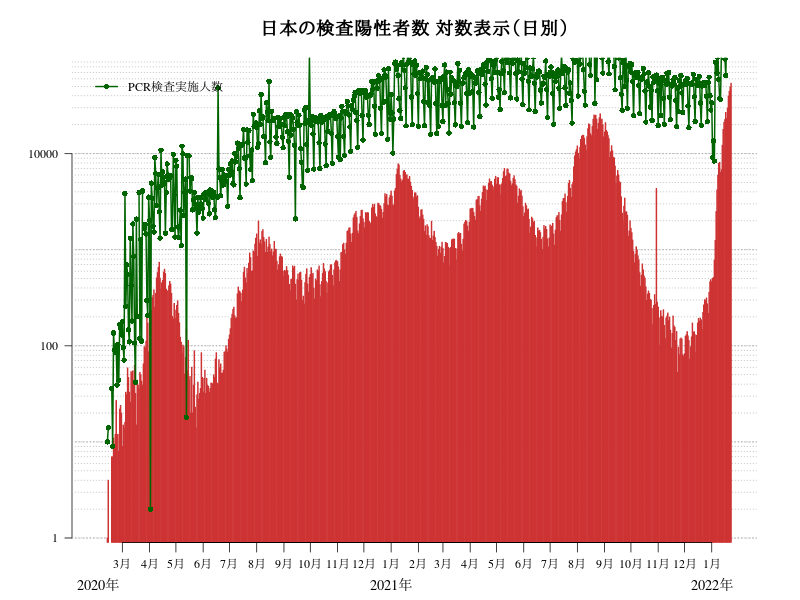 日本の検査陽性者数 対数表示（日別）
PCR検査実施人数
10000
100
1
3月 4月 5月 6月 7月 8月 9月 10月 11月 12月 1月 2月 3月 4月 5月 6月 7月 8月 9月 10月 11月 12月 1月
2020年 2021年 2022年